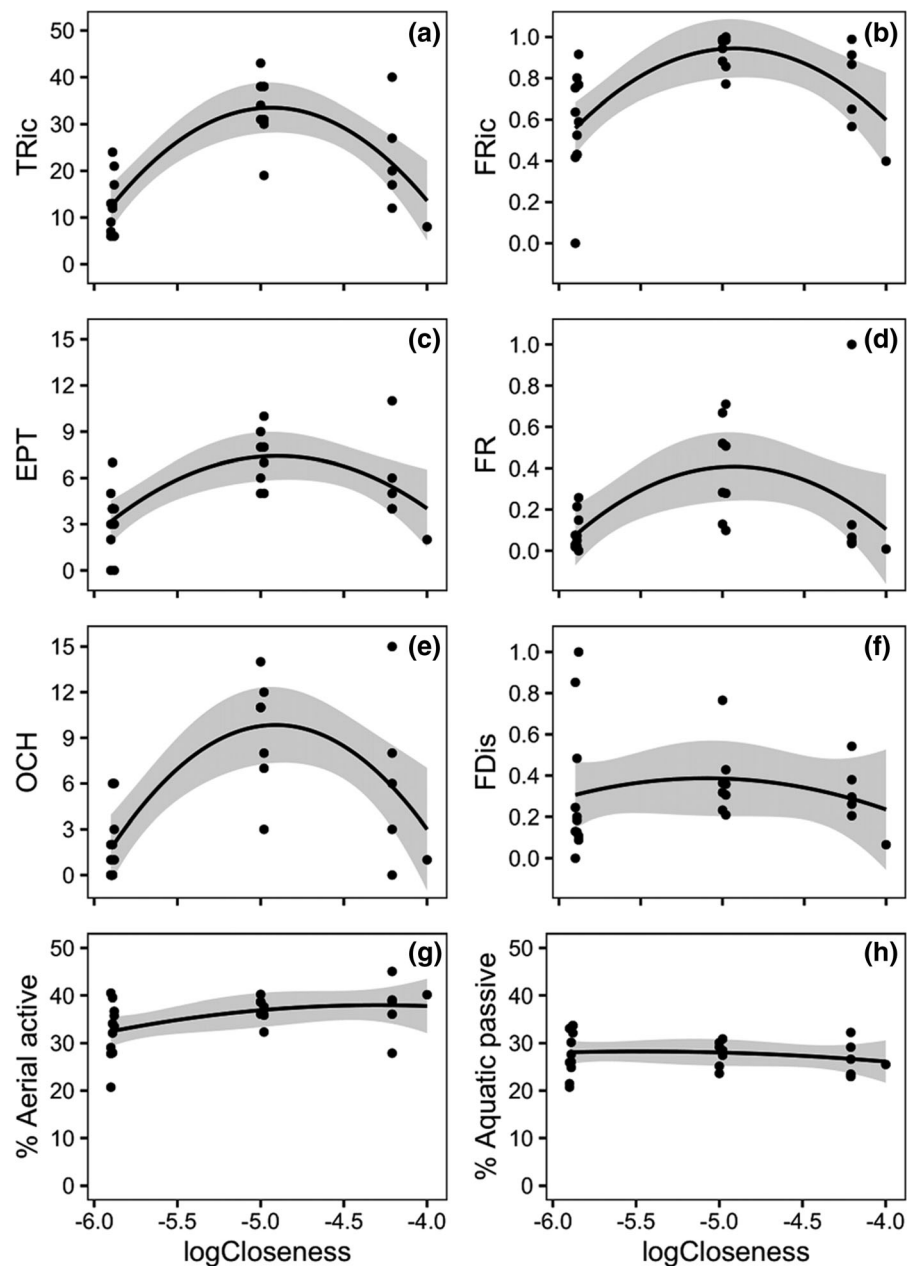 (a)
50
40
30
20
10
0
TRic
(b)
1.0
0.8
0.6
0.4
0.2
0.0
FRic
(c)
15
12
9
6
3
0
EPT
(d)
1.0
0.8
0.6
0.4
0.2
0.0
FR
(e)
15
12
9
6
3
0
OCH
(f)
1.0
0.8
0.6
0.4
0.2
0.0
FDis
(g)
50
40
30
20
10
0
% Aerial active
-6.0 -5.5 -5.0 -4.5 -4.0
logCloseness
(h)
50
40
30
20
10
0
% Aquatic passive
-6.0 -5.5 -5.0 -4.5 -4.0
logCloseness